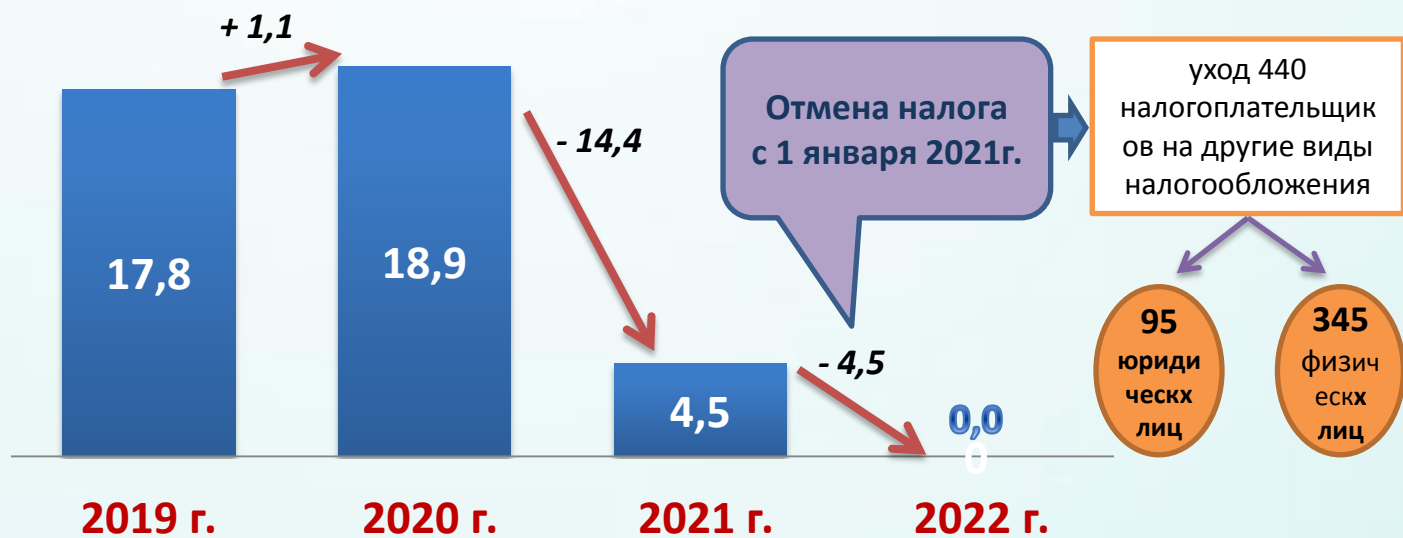 + 1,1
- 14,4
- 4,5
17,8
18,9
4,5
0,0
0
2019 г.
2020 г.
2021 г.
2022 г.
Отмена налога
с 1 января 2021г.
уход 440
налогоплательщик
ов на другие виды
налогообложения
95
юриди
ческх
лиц
345
физич
ескх
лиц